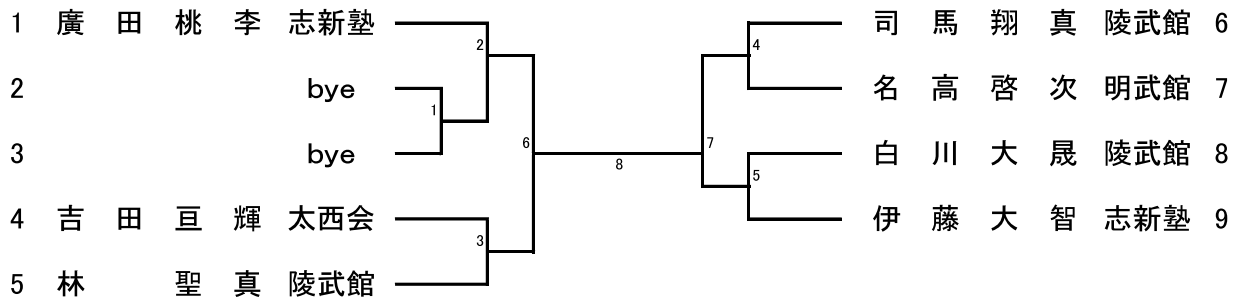 1 廣田桃李 志新塾
2 bye
3 bye
4 吉田亘輝 太西会
5 林聖真 陵武館
2
1
6
3
8
司馬翔真 陵武館 6
名高啓次 明武館 7
白川大晟 陵武館 8
伊藤大智 志新塾 9
4
7
5